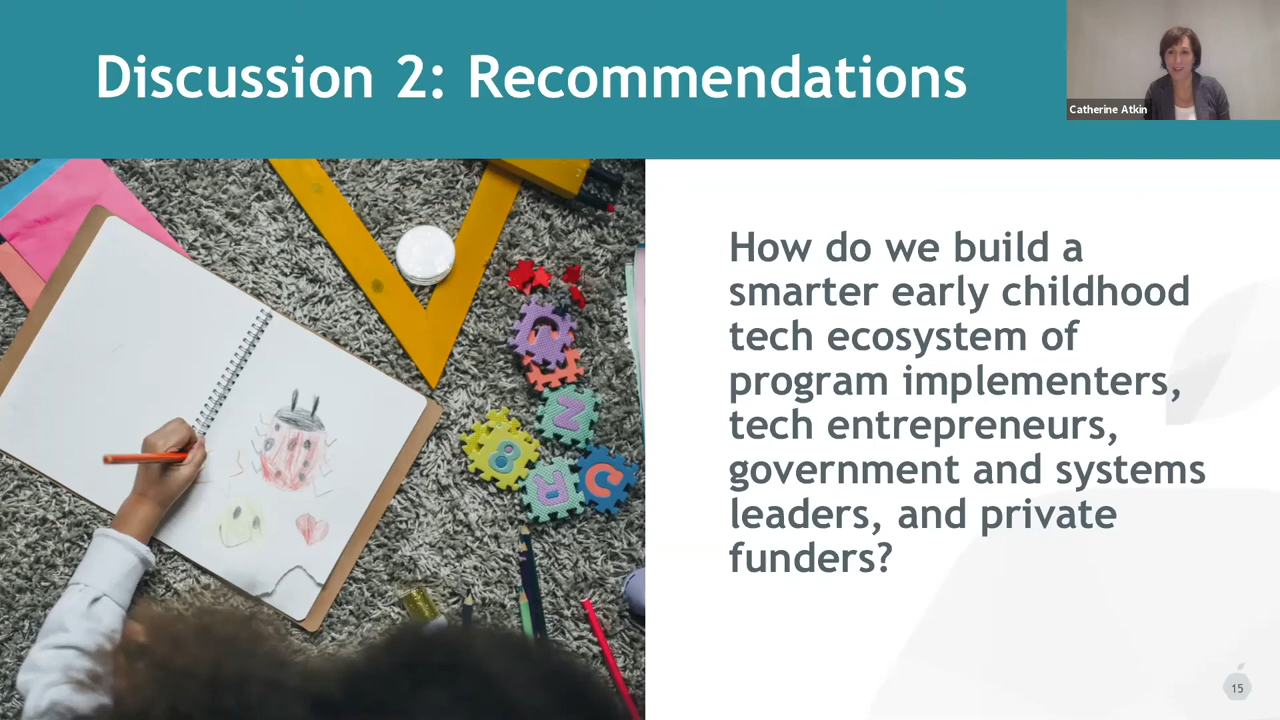 Discussion 2: Recommendations
Catherine Atkin
How do we build a
smarter early childhood
tech ecosystem of
program implementers,
tech entrepreneurs,
government and systems
leaders, and private
funders?
8
15